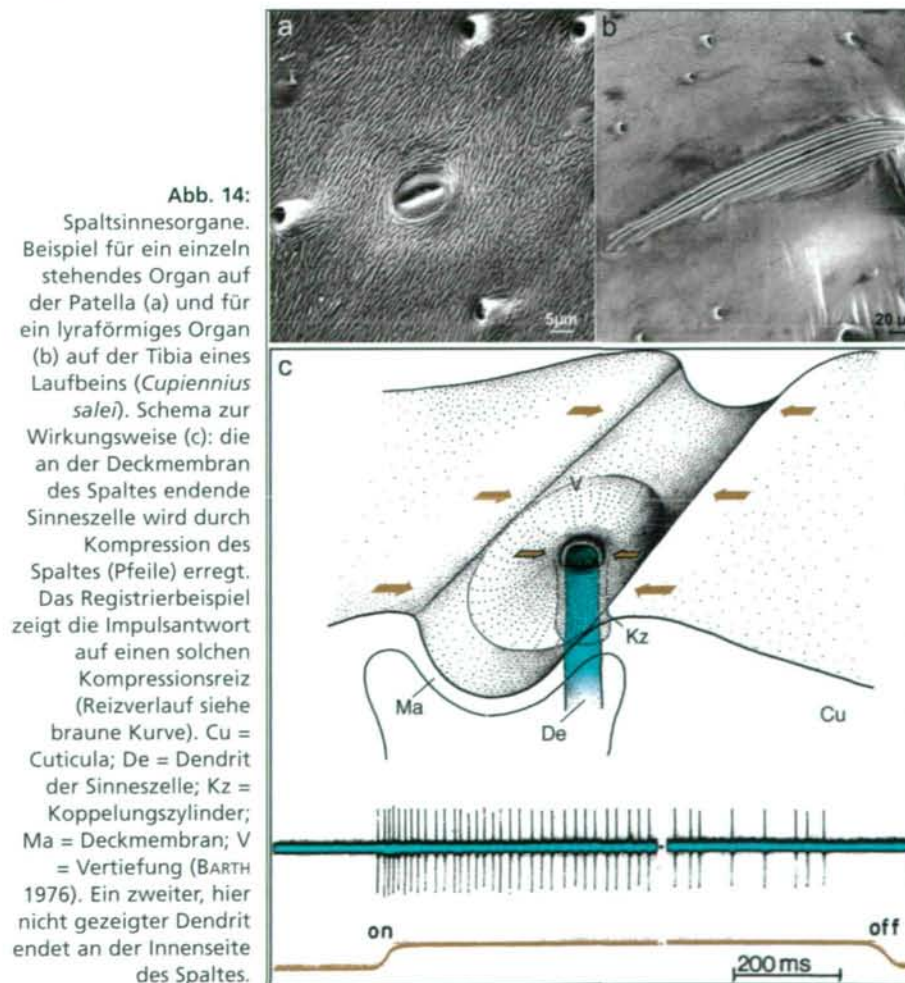 Abb. 14:
Spaltsinnesorgane.
Beispiel für ein einzeln
stehendes Organ auf
der Patella (a) und für
ein lyraförmiges Organ
(b) auf der Tibia eines
Laufbeins (Cupiennius
salei). Schema zur
Wirkungsweise (c): die
an der Deckmembran
des Spaltes endende
Sinneszelle wird durch
Kompression des
Spaltes (Pfeile) erregt.
Das Registrierbeispiel
zeigt die Impulsantwort
auf einen solchen
Kompressionsreiz
(Reizverlauf siehe
braune Kurve). Cu =
Cuticula; De = Dendrit
der Sinneszelle; Kz =
Koppelungszylinder;
Ma = Deckmembran; V
= Vertiefung (BARTH
1976). Ein zweiter, hier
nicht gezeigter Dendrit
endet an der Innenseite
des Spaltes.
a
5µm
b
20 µm
c
V
Kz
Ma
De
Cu
on
off
200 ms